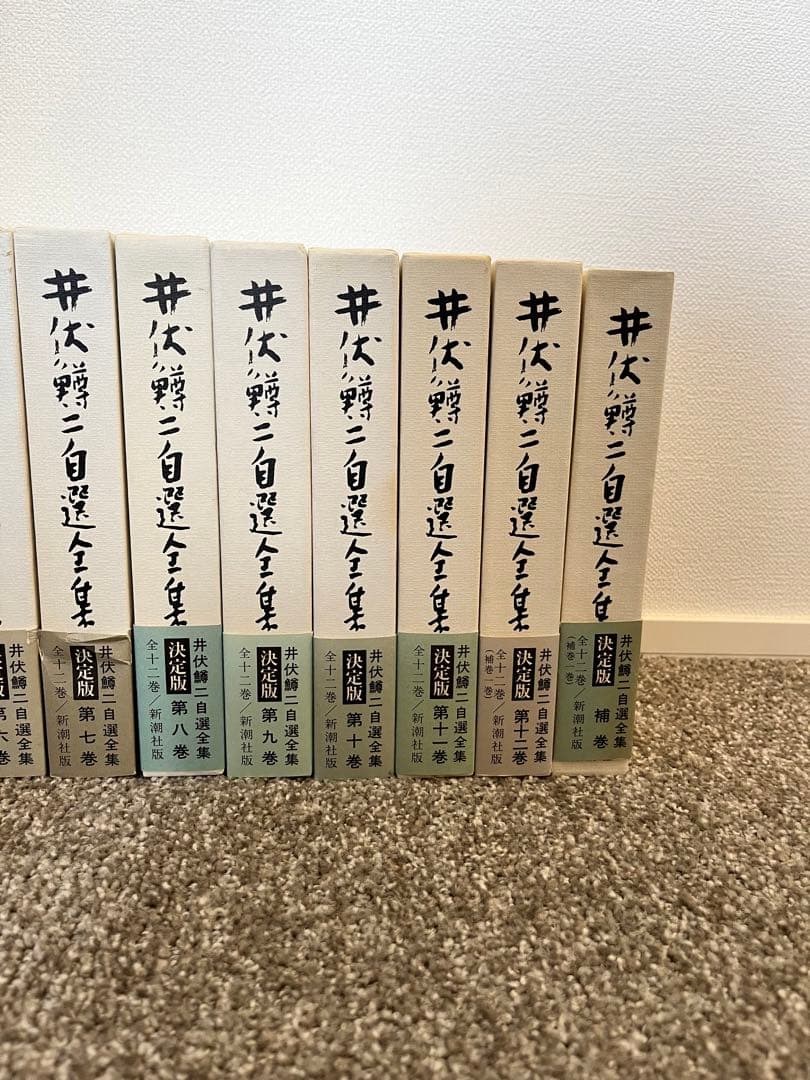 第六巻
井伏鱒二自選全集
井伏鱒二自選全集
決定版 第七巻
全十二巻/新潮社版
井伏鱒二自選全集
井伏鱒二自選全集
決定版 第八巻
全十二巻/新潮社版
井伏鱒二自選全集
井伏鱒二自選全集
決定版 第九巻
全十二巻/新潮社版
井伏鱒二自選全集
井伏鱒二自選全集
決定版 第十巻
全十二巻/新潮社版
井伏鱒二自選全集
井伏鱒二自選全集
決定版 第十一巻
全十二巻/新潮社版
井伏鱒二自選全集
井伏鱒二自選全集
決定版 第十二巻
全十二巻/新潮社版
(補巻一巻)
井伏鱒二自選全集
井伏鱒二自選全集
決定版 補巻
全十二巻/新潮社版
(補巻一巻)